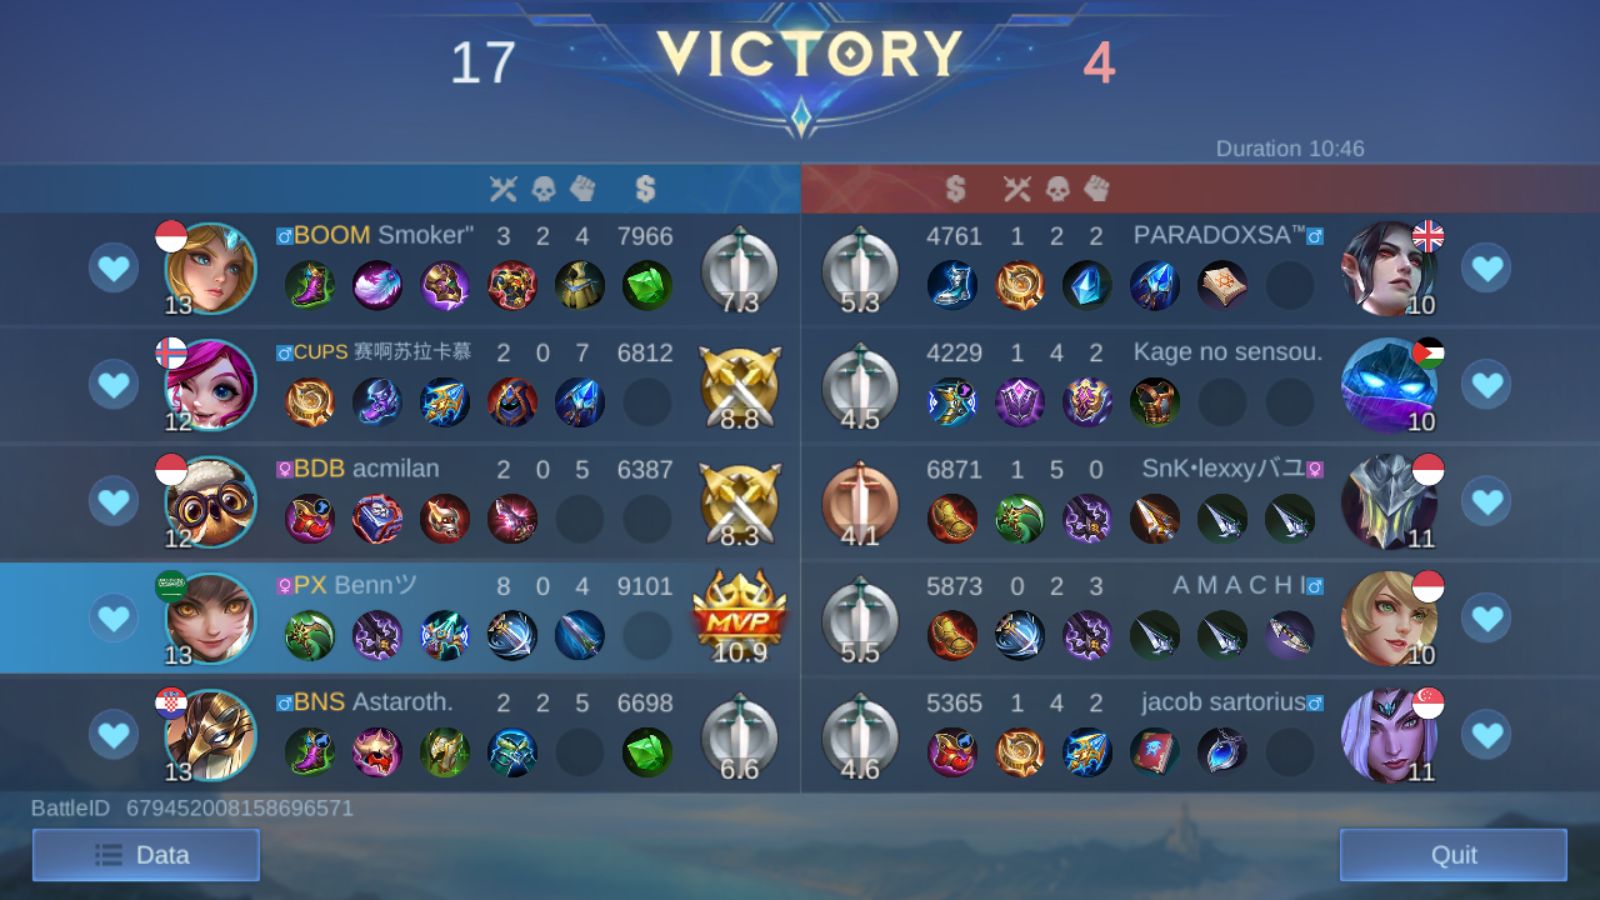 17 VICTORY 4
Duration 10:46
BOOM Smoker" 3 2 4 7966
13 7.3
4761 1 2 2 PARADOXSA™
5.3 10
CUPS 赛啊苏拉卡慕 2 0 7 6812
12 8.8
4229 1 4 2 Kage no sensou.
4.5 10
BDB acmilan 2 0 5 6387
12 8.3
6871 1 5 0 SnK•lexxyバユ
4.1 11
PX Bennツ 8 0 4 9101
13 MVP 10.9
5873 0 2 3 A M A C H I
5.5 10
BNS Astaroth. 2 2 5 6698
13 6.6
5365 1 4 2 jacob sartorius
4.6 11
BattleID 679452008158696571
Data
Quit